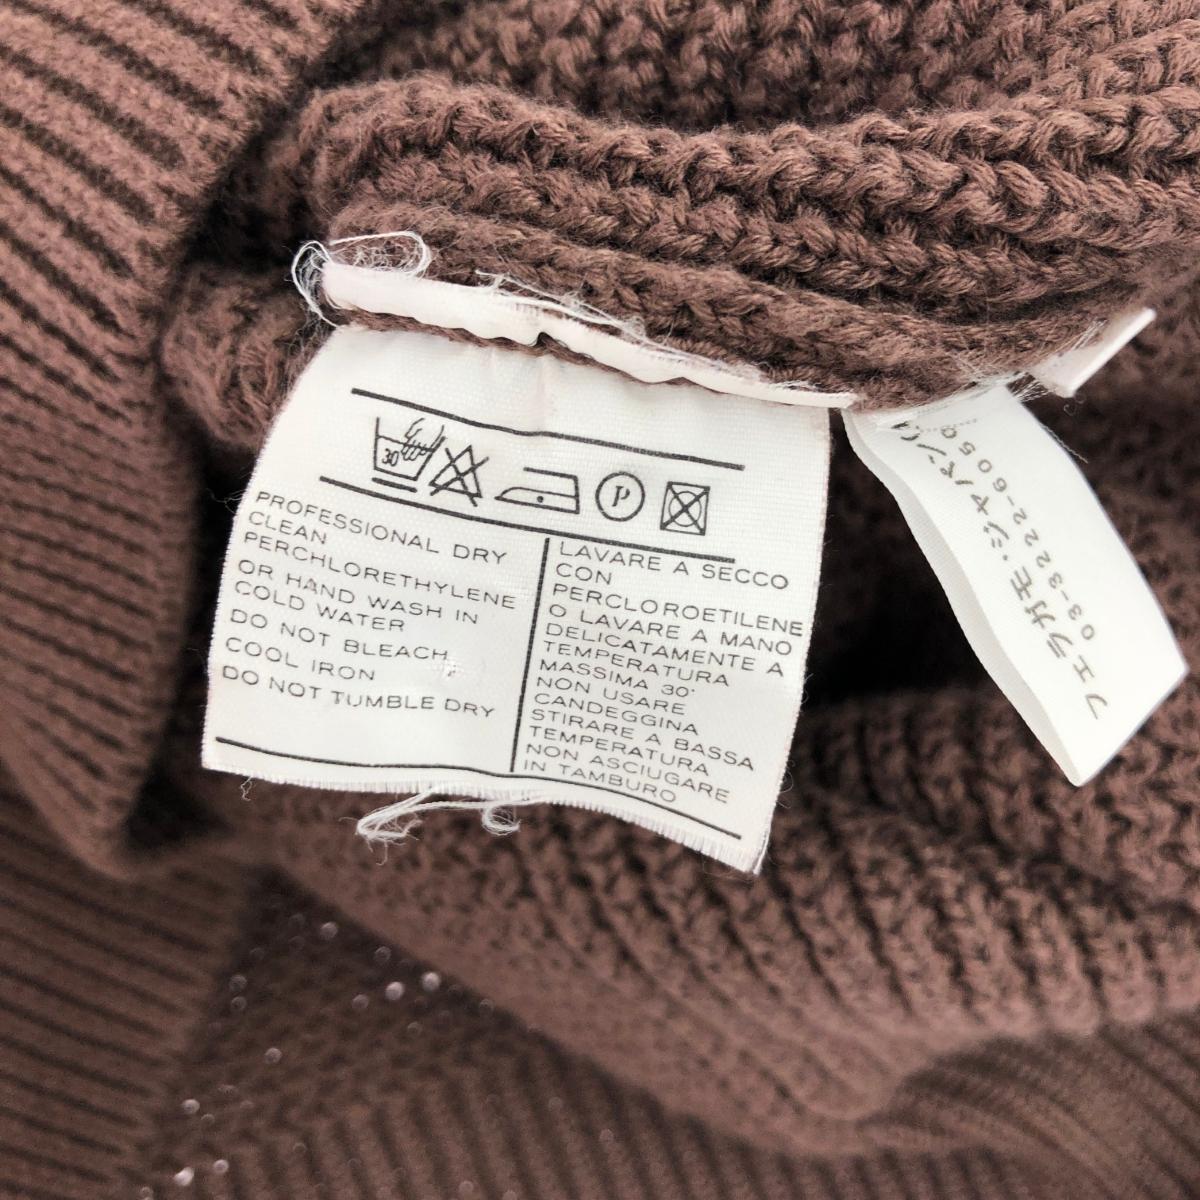 30
P
PROFESSIONAL DRY
CLEAN
PERCHLORETHYLENE
OR HAND WASH IN
COLD WATER
DO NOT BLEACH
COOL IRON
DO NOT TUMBLE DRY
LAVARE A SECCO
CON
PERCLOROETILENE
O LAVARE A MANO
DELICATAMENTE A
TEMPERATURA
MASSIMA 30°
NON USARE
CANDEGGINA
STIRARE A BASSA
TEMPERATURA
NON ASCIUGARE
IN TAMBURO
フェラガモ・ジャパン
03-3222-6050